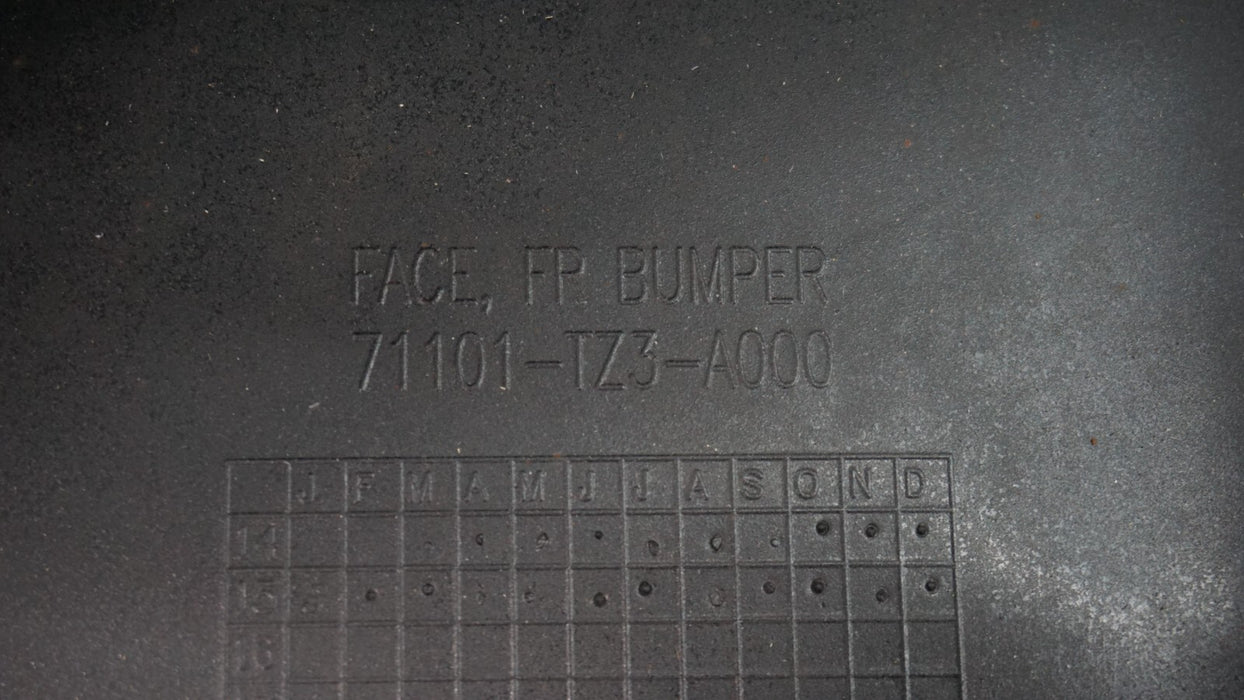 FACE, FR BUMPER
71101-TZ3-A000
J F M A M J J A S O N D
14
15
16